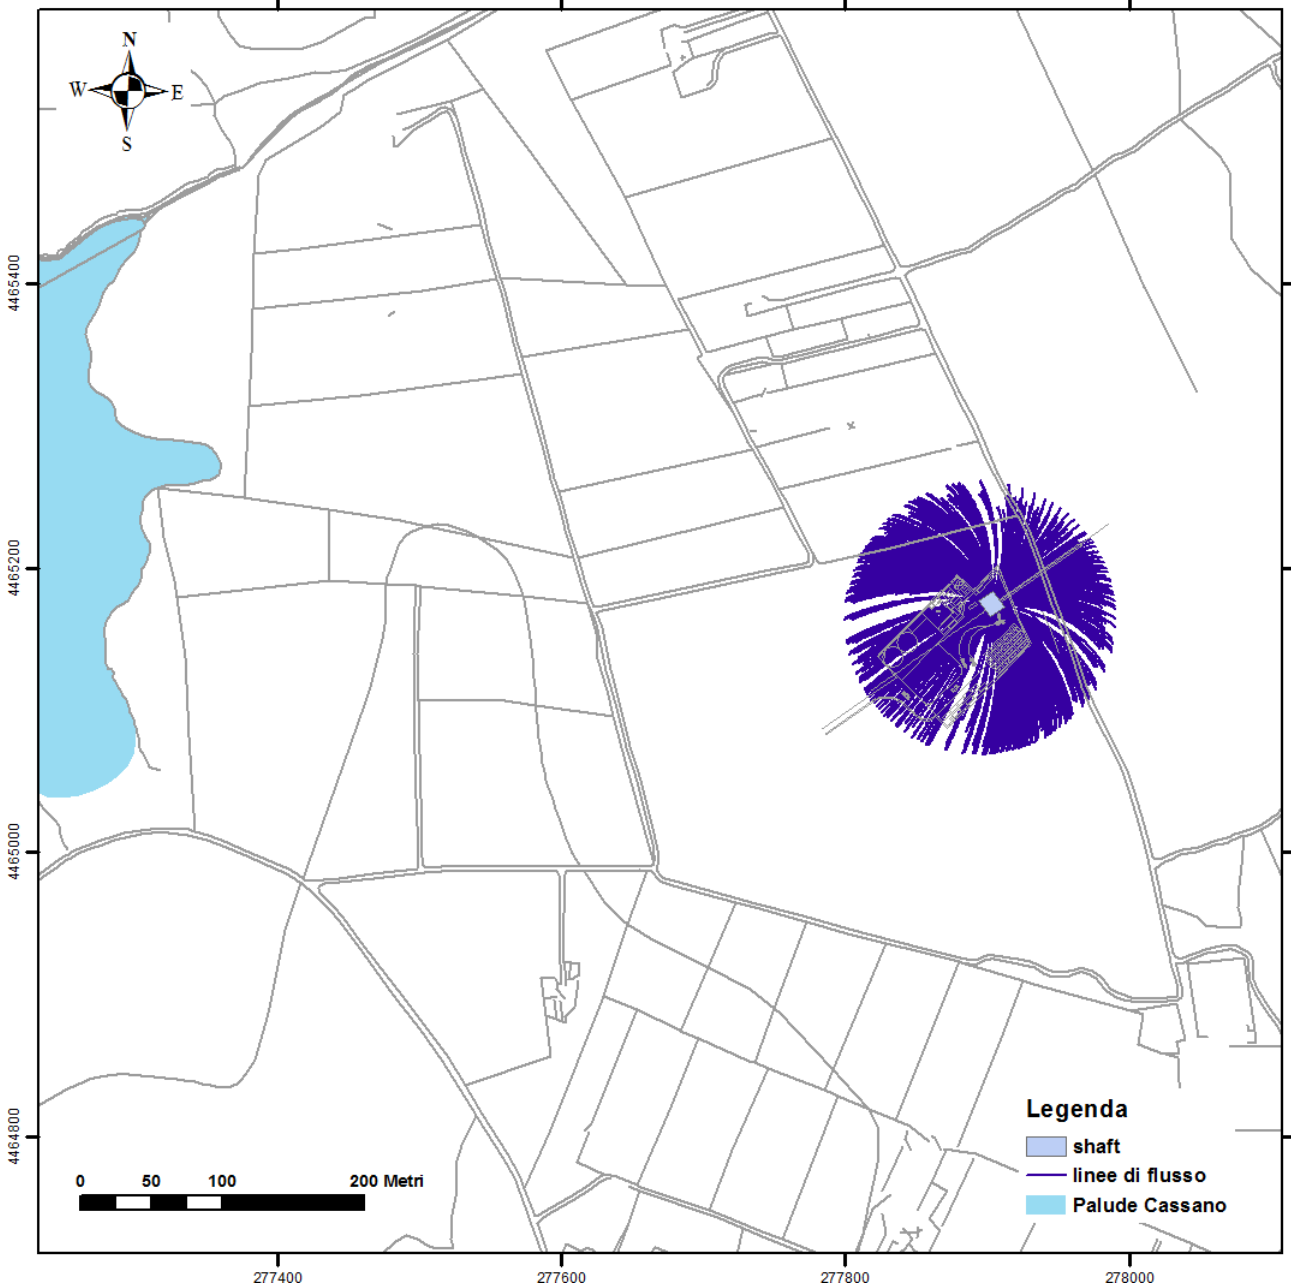 N
W E
S
4465400
4465200
4465000
4464800
Legenda
shaft
linee di flusso
Palude Cassano
0 50 100 200 Metri
277400 277600 277800 278000